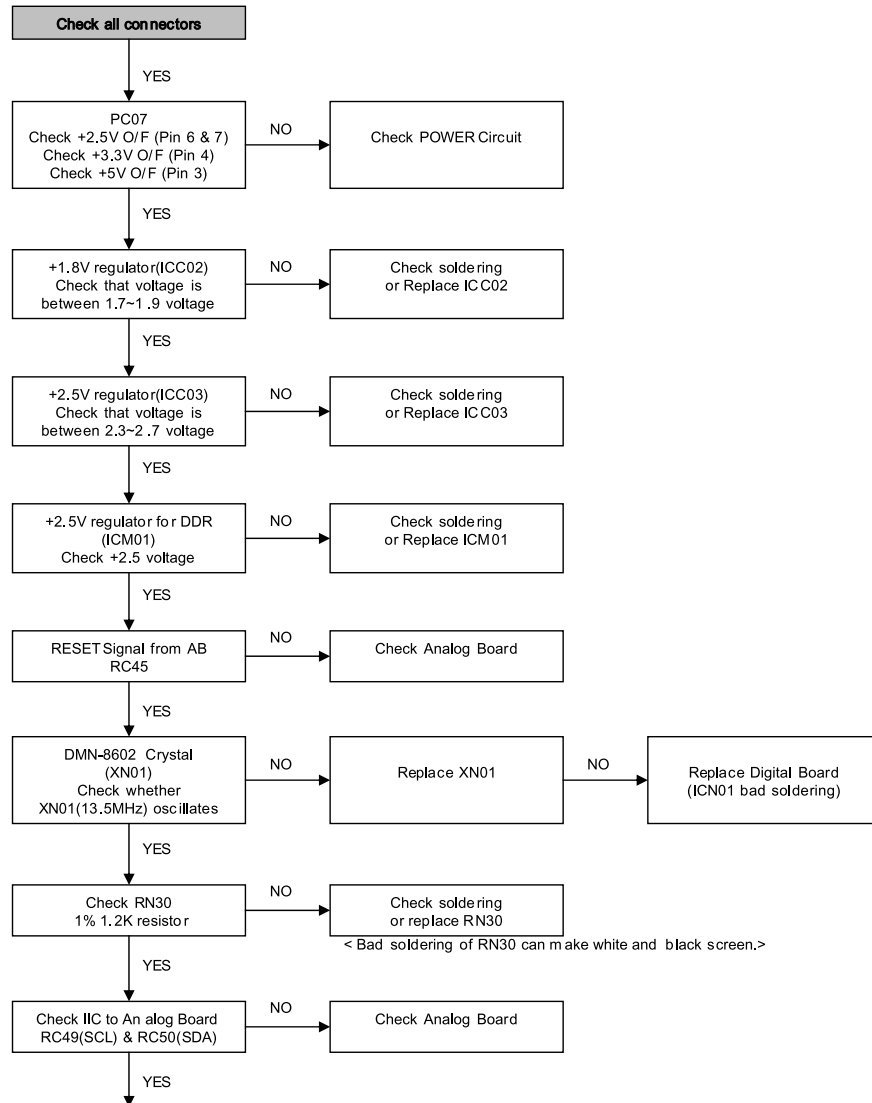 Check all connectors
YES
PC07
Check +2.5V O/F (Pin 6 & 7)
Check +3.3V O/F (Pin 4)
Check +5V O/F (Pin 3)
NO
Check POWER Circuit
YES
+1.8V regulator(ICC02)
Check that voltage is
between 1.7~1.9 voltage
NO
Check soldering
or Replace ICC02
YES
+2.5V regulator(ICC03)
Check that voltage is
between 2.3~2.7 voltage
NO
Check soldering
or Replace ICC03
YES
+2.5V regulator for DDR
(ICM01)
Check +2.5 voltage
NO
Check soldering
or Replace ICM01
YES
RESET Signal from AB
RC45
NO
Check Analog Board
YES
DMN-8602 Crystal
(XN01)
Check whether
XN01(13.5MHz) oscillates
NO
Replace XN01
NO
Replace Digital Board
(ICN01 bad soldering)
YES
Check RN30
1% 1.2K resistor
NO
Check soldering
or replace RN30
< Bad soldering of RN30 can make white and black screen.>
YES
Check IIC to Analog Board
RC49(SCL) & RC50(SDA)
NO
Check Analog Board
YES